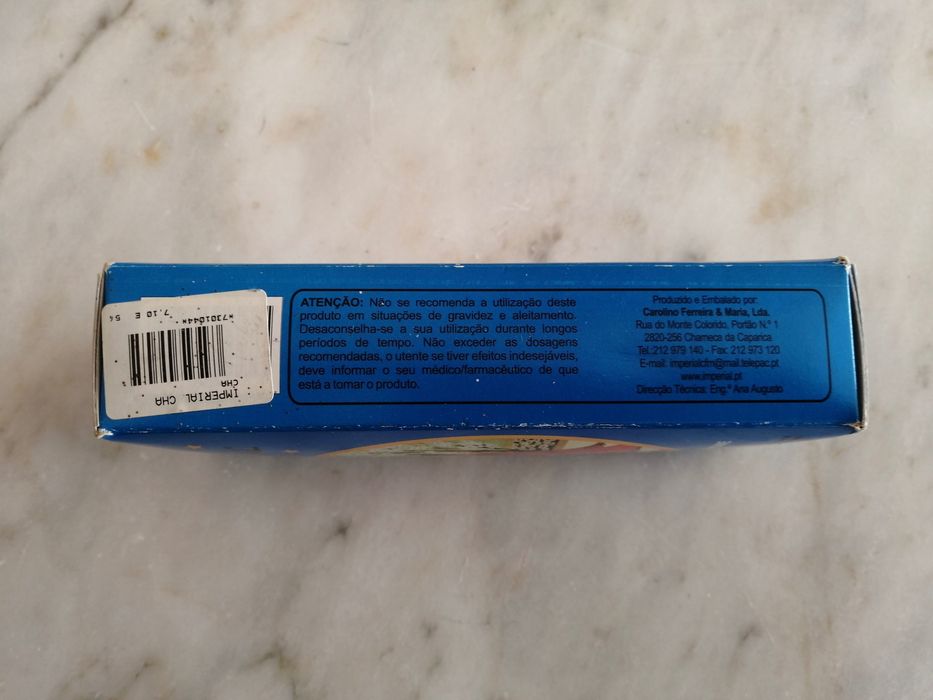 ATENÇÃO: Não se recomenda a utilização deste
produto em situações de gravidez e aleitamento.
Desaconselha-se a sua utilização durante longos
períodos de tempo. Não exceder as dosagens
recomendadas, o utente se tiver efeitos indesejáveis,
deve informar o seu médico/farmacêutico de que
está a tomar o produto.
Produzido e Embalado por:
Carolino Ferreira & Maria, Lda.
Rua do Monte Colorido, Portão N.º 1
2820-256 Charneca da Caparica
Tel.:212 979 140 - Fax: 212 973 120
E-mail: imperialcfm@mail.telepac.pt
www.imperial.pt
Direcção Técnica: Eng.ª Ana Augusto
IMPERIAL CHA
CHA
*7301044*
7.10 E